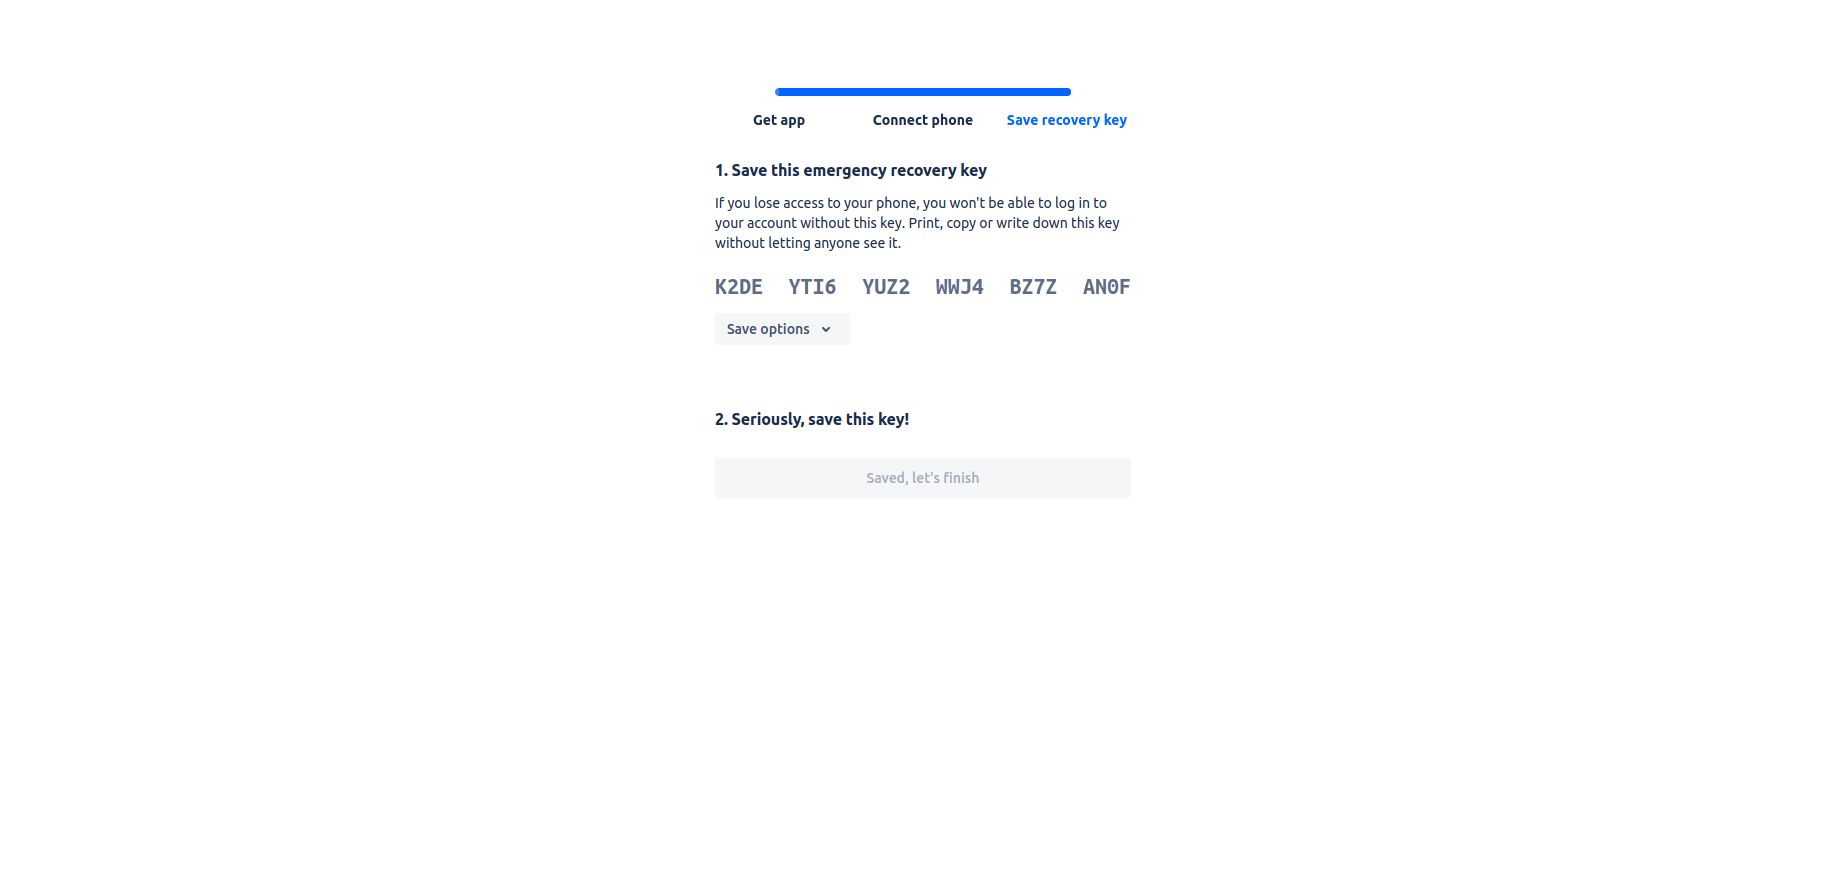 Get app Connect phone Save recovery key
1. Save this emergency recovery key
If you lose access to your phone, you won't be able to log in to
your account without this key. Print, copy or write down this key
without letting anyone see it.
K2DE YTI6 YUZ2 WWJ4 BZ7Z AN0F
Save options
2. Seriously, save this key!
Saved, let's finish